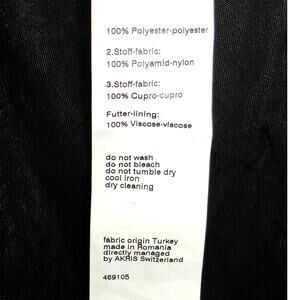 100% Polyester-polyester
2.Stoff-fabric:
100% Polyamid-nylon
3.Stoff-fabric:
100% Cupro-cupro
Futter-lining:
100% Viscose-viscose
do not wash
do not bleach
do not tumble dry
cool iron
dry cleaning
fabric origin Turkey
made in Romania
directly managed
by AKRIS Switzerland
469105